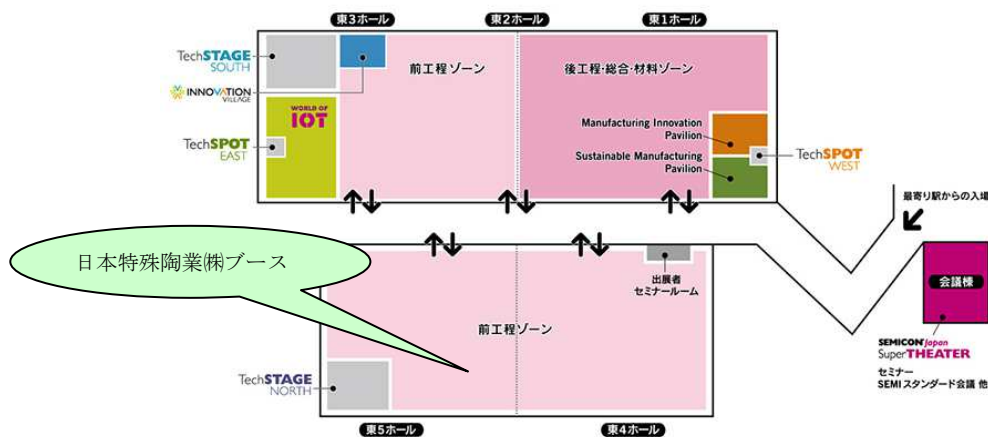 東3ホール
東2ホール
東1ホール
TechSTAGE
SOUTH
INNOVATION
VILLAGE
前工程ゾーン
後工程・総合・材料ゾーン
WORLD OF
IOT
TechSPOT
EAST
Manufacturing Innovation
Pavilion
Sustainable Manufacturing
Pavilion
TechSPOT
WEST
最寄り駅からの入場
日本特殊陶業㈱ブース
出展者
セミナールーム
会議棟
前工程ゾーン
SEMICON Japan
SuperTHEATER
セミナー
SEMIスタンダード会議 他
TechSTAGE
NORTH
東5ホール
東4ホール